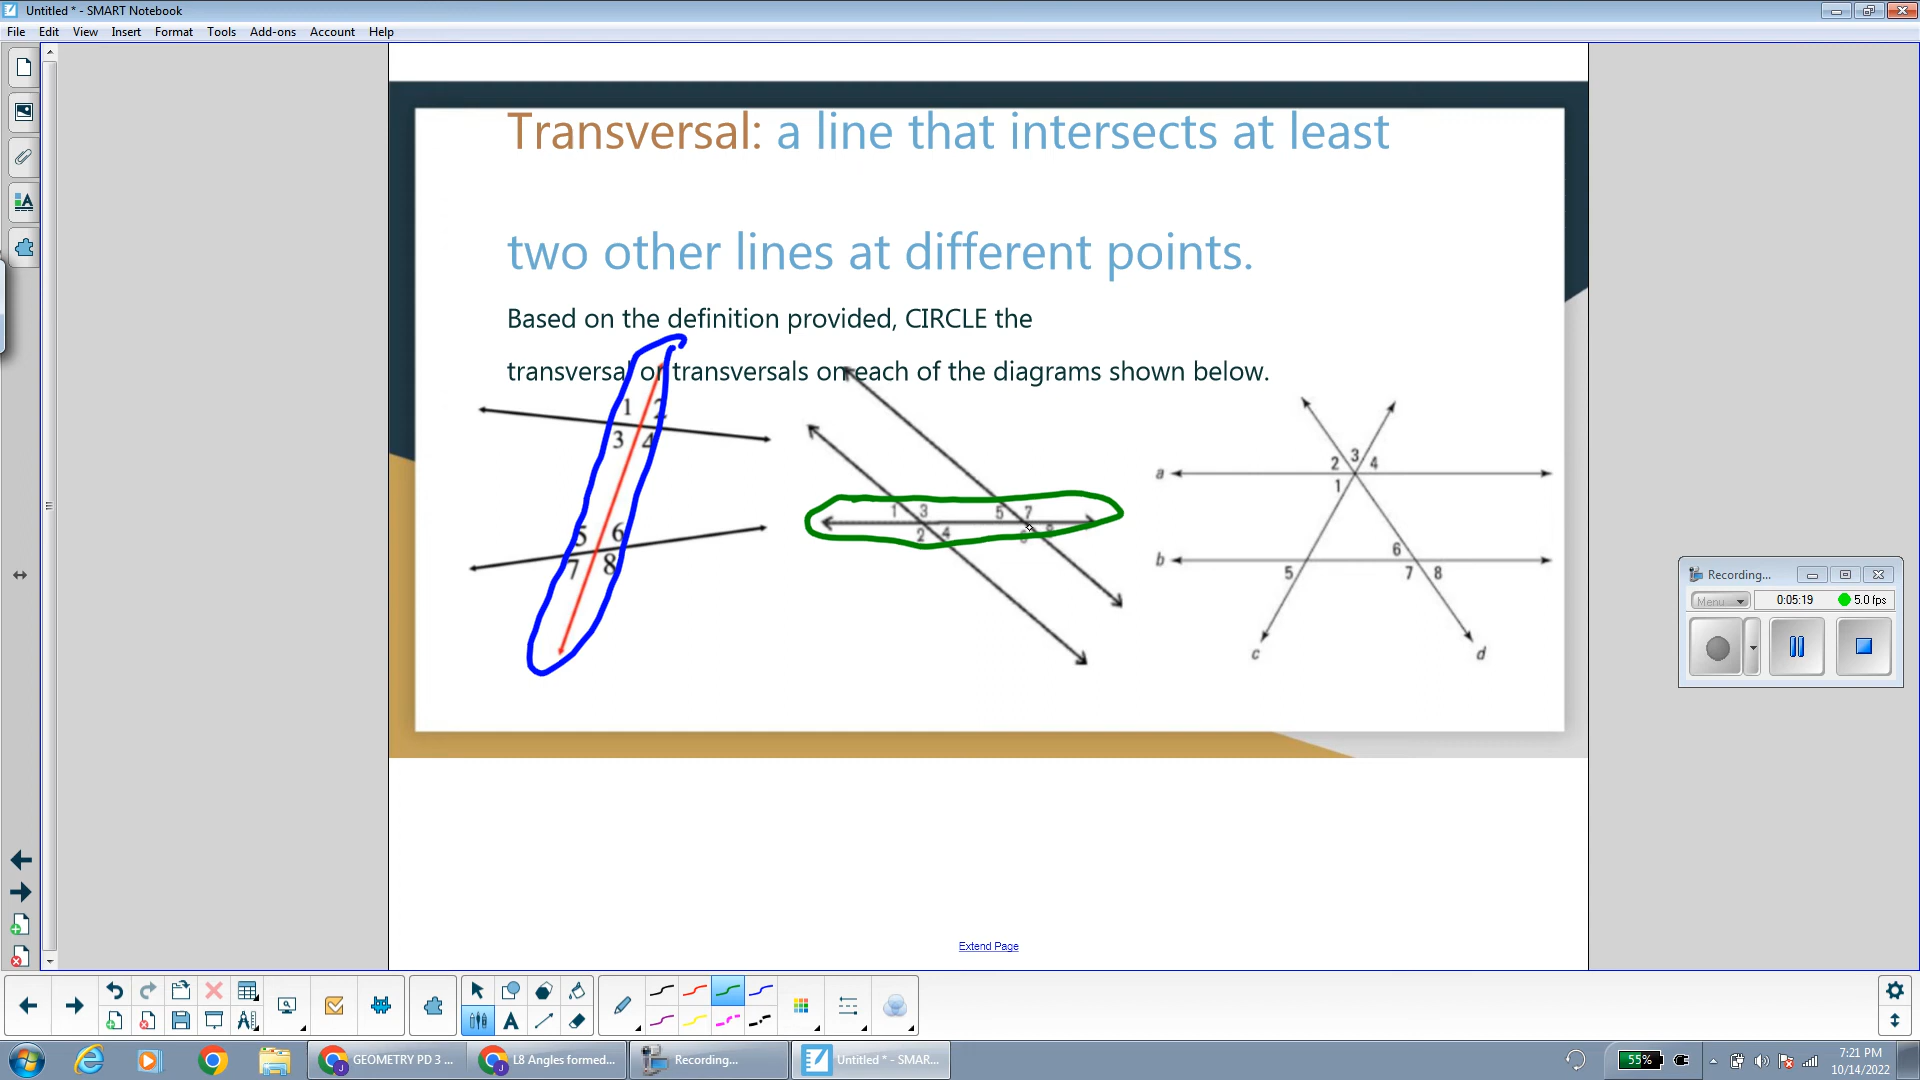 Untitled * - SMART Notebook
File Edit View Insert Format Tools Add-ons Account Help
Transversal: a line that intersects at least
two other lines at different points.
Based on the definition provided, CIRCLE the
transversal or transversals on each of the diagrams shown below.
1 2
3 4
5 6
7 8
1 3 5 7
2 4 6 8
2 3 4
a
1
b
6
5 7 8
c d
Extend Page
Recording...
Menu 0:05:19 5.0 fps
GEOMETRY PD 3 ...
L8 Angles formed...
Recording...
Untitled * - SMAR...
55%
7:21 PM
10/14/2022